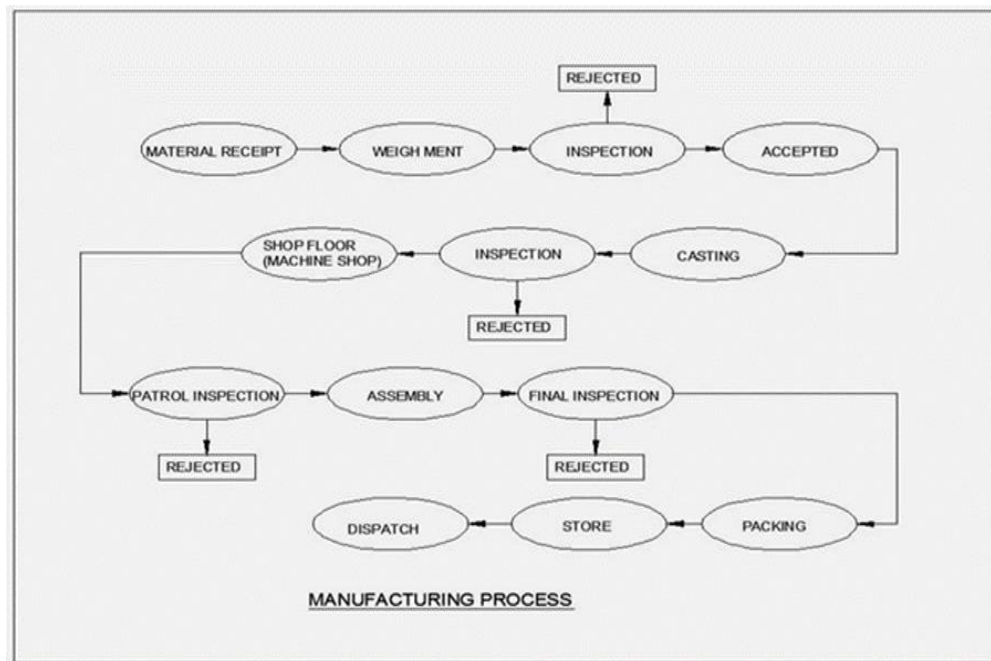 REJECTED
MATERIAL RECEIPT
WEIGH MENT
INSPECTION
ACCEPTED
SHOP FLOOR
(MACHINE SHOP)
INSPECTION
CASTING
REJECTED
PATROL INSPECTION
ASSEMBLY
FINAL INSPECTION
REJECTED
REJECTED
DISPATCH
STORE
PACKING
MANUFACTURING PROCESS